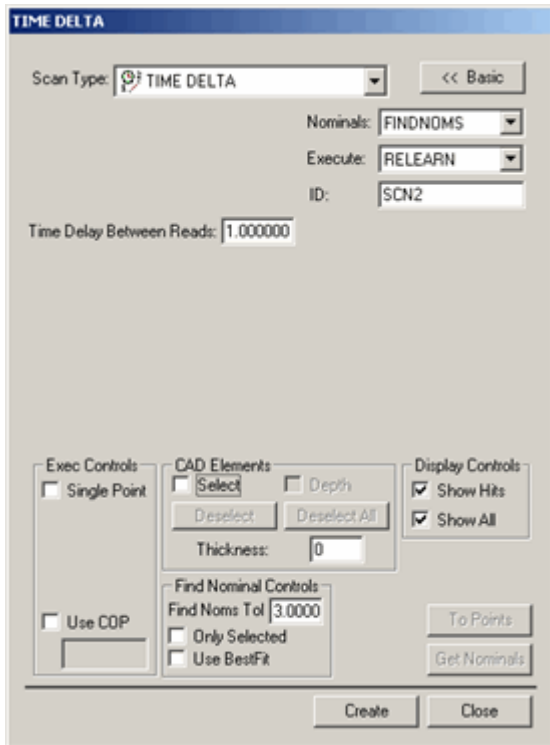 TIME DELTA
Scan Type: TIME DELTA << Basic
Nominals: FINDNOMS
Execute: RELEARN
ID: SCN2
Time Delay Between Reads: 1.000000
Exec Controls CAD Elements Display Controls
Single Point Select Depth Show Hits
Deselect Deselect All Show All
Thickness: 0
Find Nominal Controls
Find Noms Tol 3.0000
Use COP Only Selected To Points
Use BestFit Get Nominals
Create Close